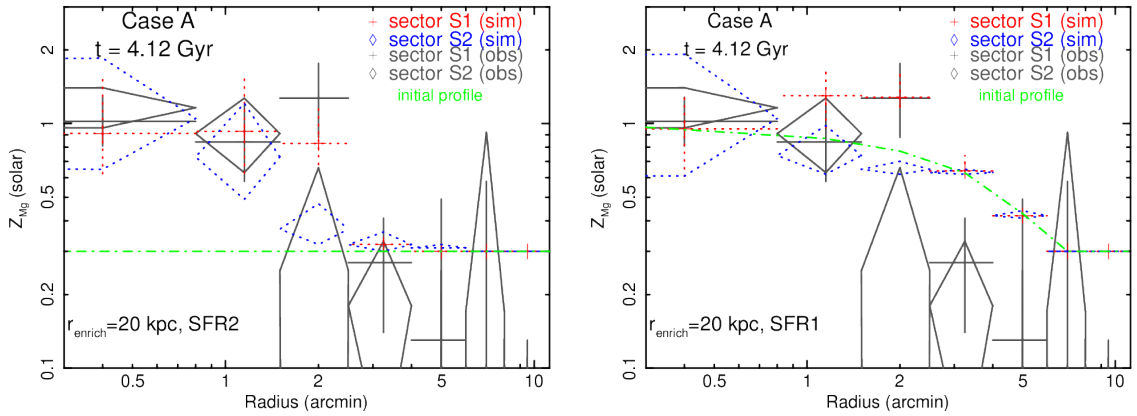 Case A
t = 4.12 Gyr
sector S1 (sim)
sector S2 (sim)
sector S1 (obs)
sector S2 (obs)
initial profile
Z_Mg (solar)
2
1
0.5
0.2
0.1
r_enrich=20 kpc, SFR2
0.5 1 2 5 10
Radius (arcmin)
Case A
t = 4.12 Gyr
sector S1 (sim)
sector S2 (sim)
sector S1 (obs)
sector S2 (obs)
initial profile
Z_Mg (solar)
2
1
0.5
0.2
0.1
r_enrich=20 kpc, SFR1
0.5 1 2 5 10
Radius (arcmin)